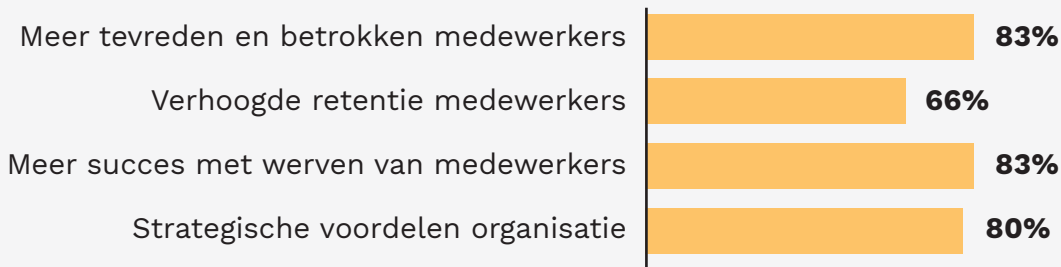 Meer tevreden en betrokken medewerkers 83%
Verhoogde retentie medewerkers 66%
Meer succes met werven van medewerkers 83%
Strategische voordelen organisatie 80%